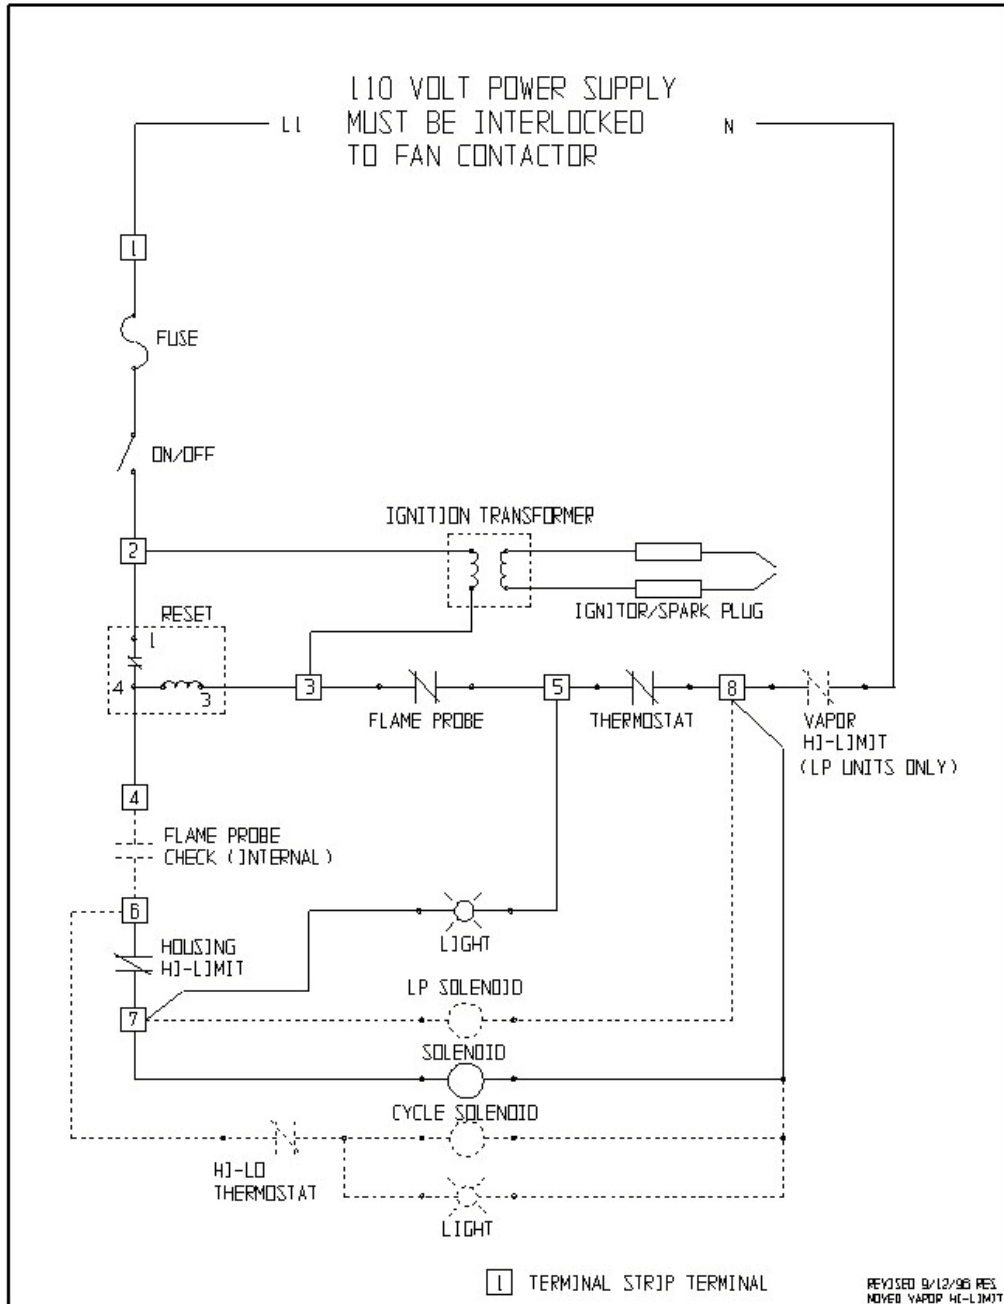 110 VOLT POWER SUPPLY
L1 MUST BE INTERLOCKED N
TO FAN CONTACTOR
1
FUSE
ON/OFF
IGNITION TRANSFORMER
2
IGNITOR/SPARK PLUG
RESET
1
4 3 3 5 8
FLAME PROBE THERMOSTAT VAPOR
HI-LIMIT
(LP UNITS ONLY)
4
FLAME PROBE
CHECK (INTERNAL)
6
LIGHT
HOUSING
HI-LIMIT
LP SOLENOID
7
SOLENOID
CYCLE SOLENOID
HI-LO
THERMOSTAT
LIGHT
1 TERMINAL STRIP TERMINAL
REVISED 9/12/96 RES
MOVED VAPOR HI-LIMIT